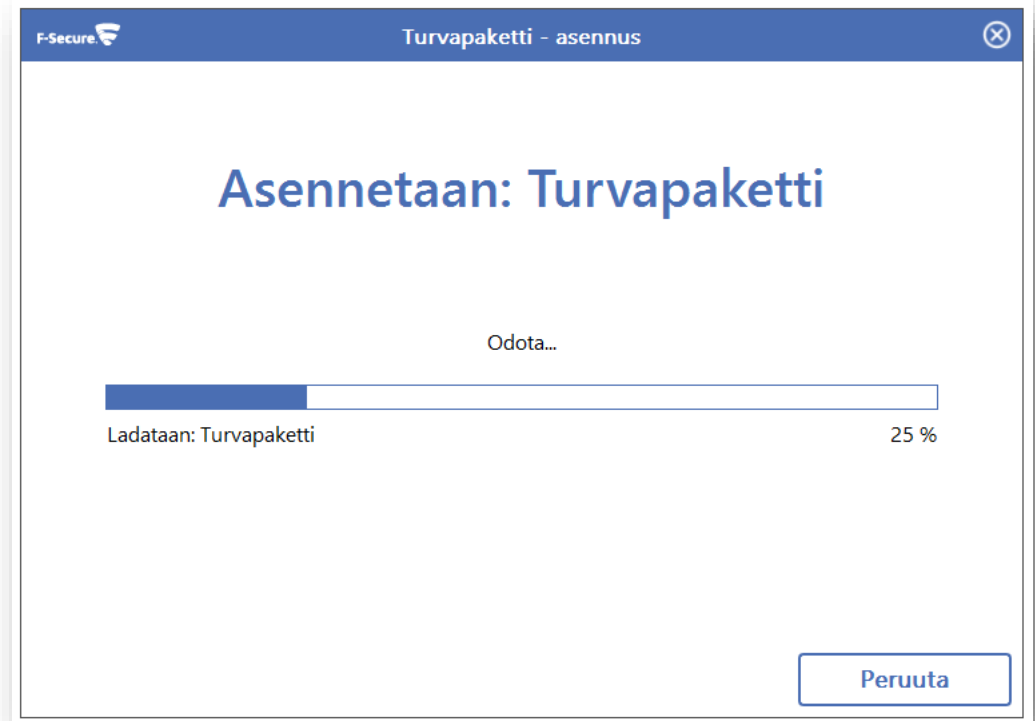 F-Secure.
Turvapaketti - asennus
Asennetaan: Turvapaketti
Odota...
Ladataan: Turvapaketti 25 %
Peruuta